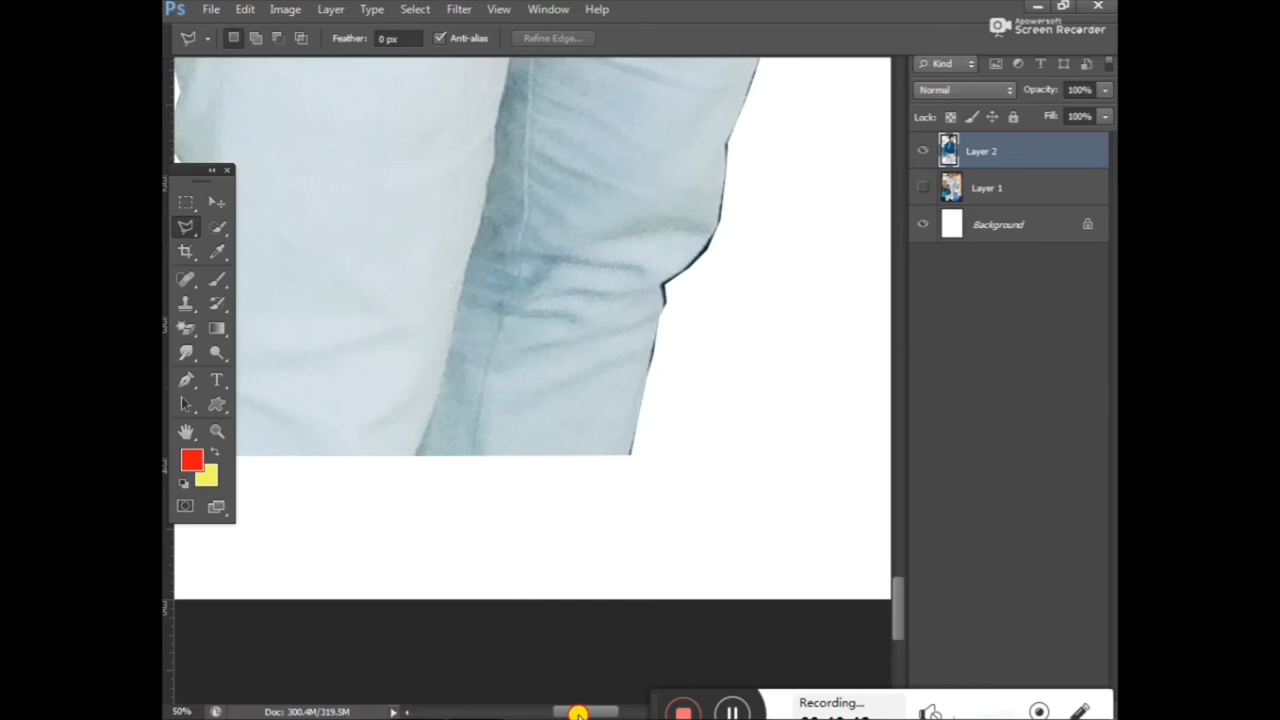 Ps File Edit Image Layer Type Select Filter View Window Help
Apowersoft
Screen Recorder
Feather: 0 px Anti-alias Refine Edge...
Kind
Normal Opacity: 100%
Lock: Fill: 100%
Layer 2
Layer 1
Background
T
50% Doc: 300.4M/319.5M
Recording...